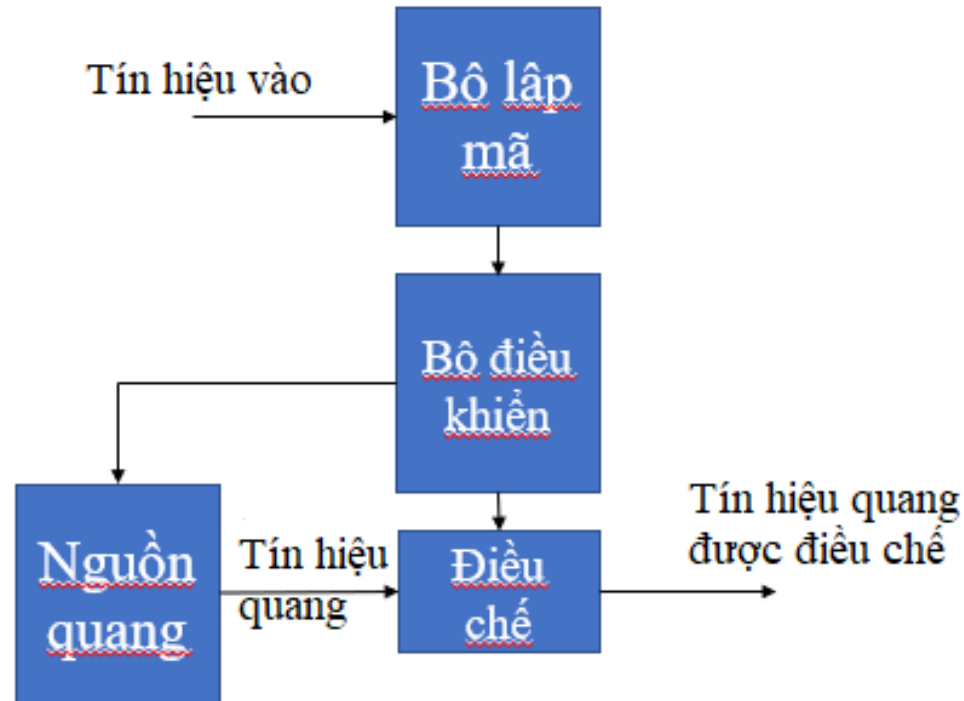 Tín hiệu vào
Bộ lập
mã
Bộ điều
khiển
Nguồn
quang
Tín hiệu
quang
Điều
chế
Tín hiệu quang
được điều chế